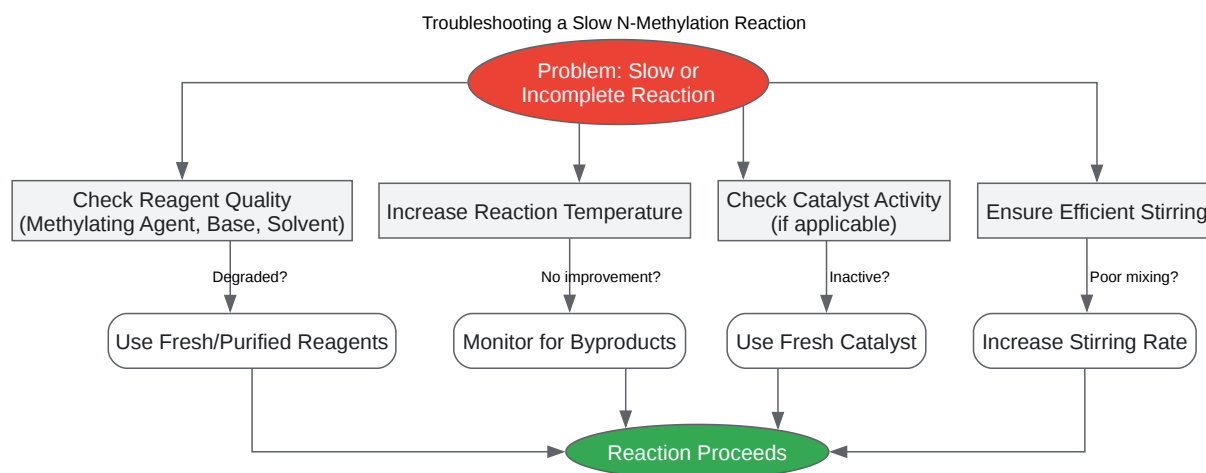 Troubleshooting a Slow N-Methylation Reaction
Problem: Slow or
Incomplete Reaction
Check Reagent Quality
(Methylating Agent, Base, Solvent)
Increase Reaction Temperature
Check Catalyst Activity
(if applicable)
Ensure Efficient Stirring
Degraded?
No improvement?
Inactive?
Poor mixing?
Use Fresh/Purified Reagents
Monitor for Byproducts
Use Fresh Catalyst
Increase Stirring Rate
Reaction Proceeds